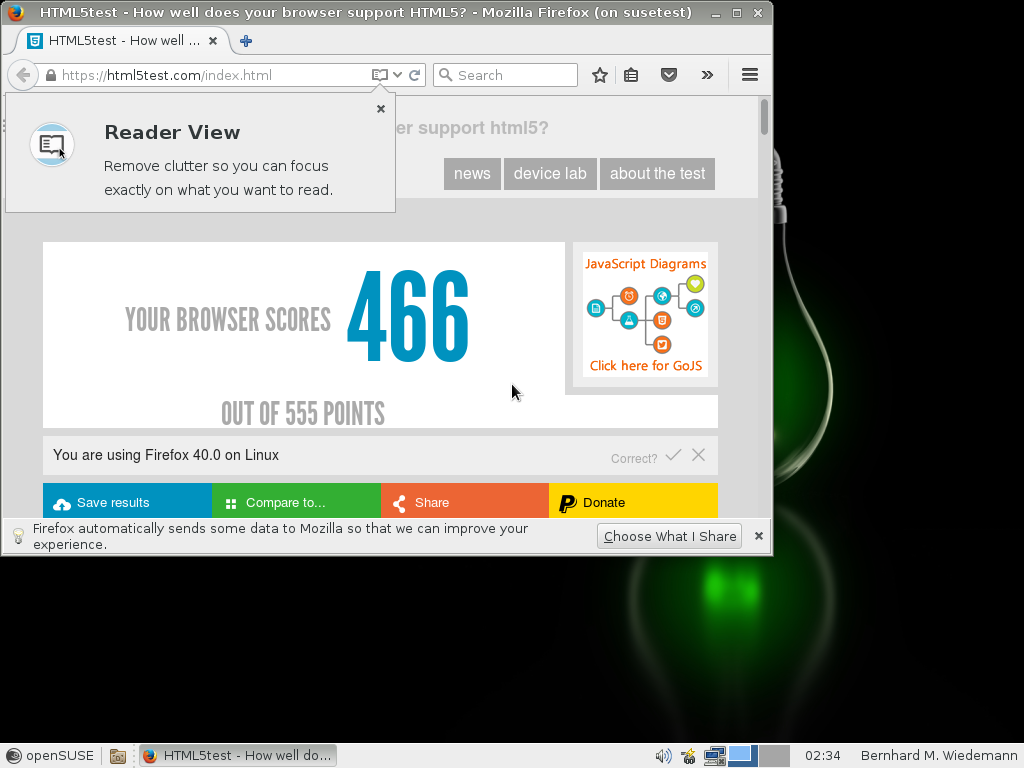 HTML5test - How well does your browser support HTML5? - Mozilla Firefox (on susetest)
HTML5test - How well ...
https://html5test.com/index.html
Search
er support html5?
Reader View
Remove clutter so you can focus
exactly on what you want to read.
news
device lab
about the test
YOUR BROWSER SCORES
466
OUT OF 555 POINTS
JavaScript Diagrams
Click here for GoJS
You are using Firefox 40.0 on Linux
Correct?
Save results
Compare to...
Share
Donate
Firefox automatically sends some data to Mozilla so that we can improve your
experience.
Choose What I Share
openSUSE
HTML5test - How well do...
02:34
Bernhard M. Wiedemann